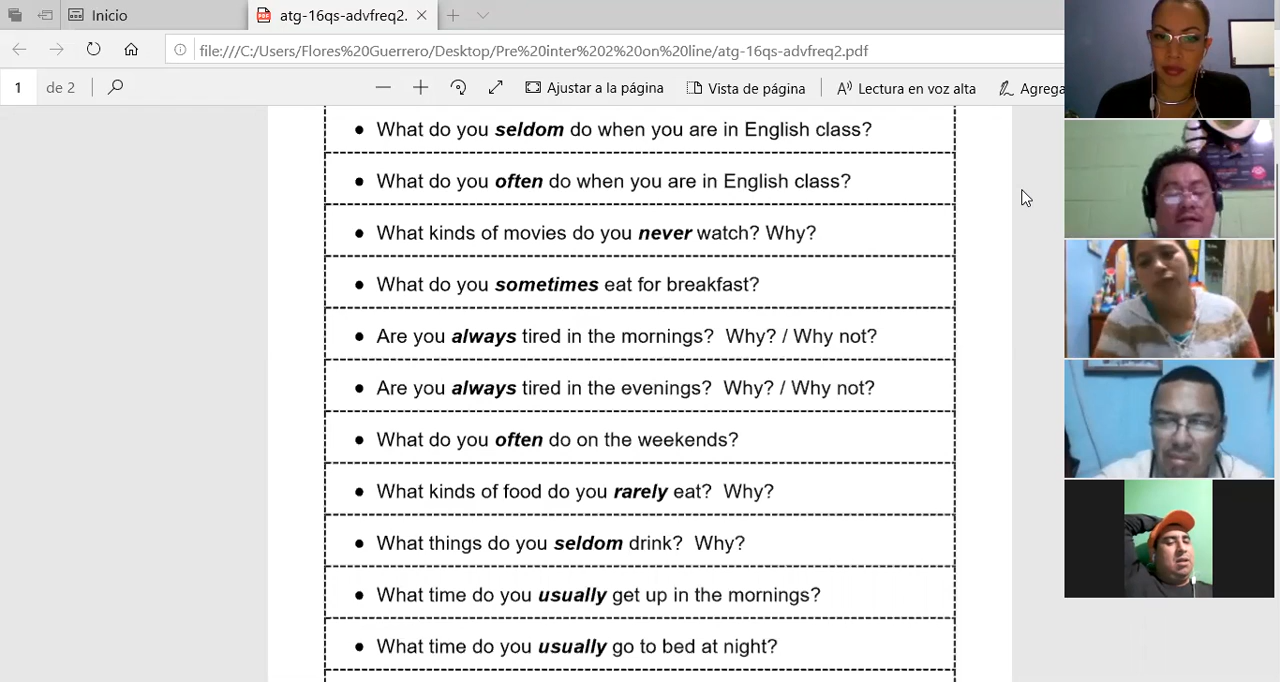 Inicio
atg-16qs-advfreq2.
file:///C:/Users/Flores%20Guerrero/Desktop/Pre%20inter%202%20on%20line/atg-16qs-advfreq2.pdf
1 de 2
Ajustar a la página
Vista de página
Lectura en voz alta
Agrega
• What do you seldom do when you are in English class?
• What do you often do when you are in English class?
• What kinds of movies do you never watch? Why?
• What do you sometimes eat for breakfast?
• Are you always tired in the mornings? Why? / Why not?
• Are you always tired in the evenings? Why? / Why not?
• What do you often do on the weekends?
• What kinds of food do you rarely eat? Why?
• What things do you seldom drink? Why?
• What time do you usually get up in the mornings?
• What time do you usually go to bed at night?